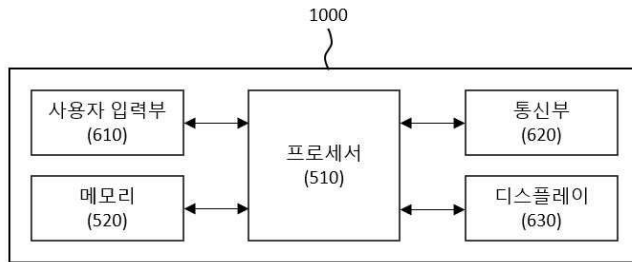 1000
사용자 입력부
(610)
프로세서
(510)
통신부
(620)
메모리
(520)
디스플레이
(630)